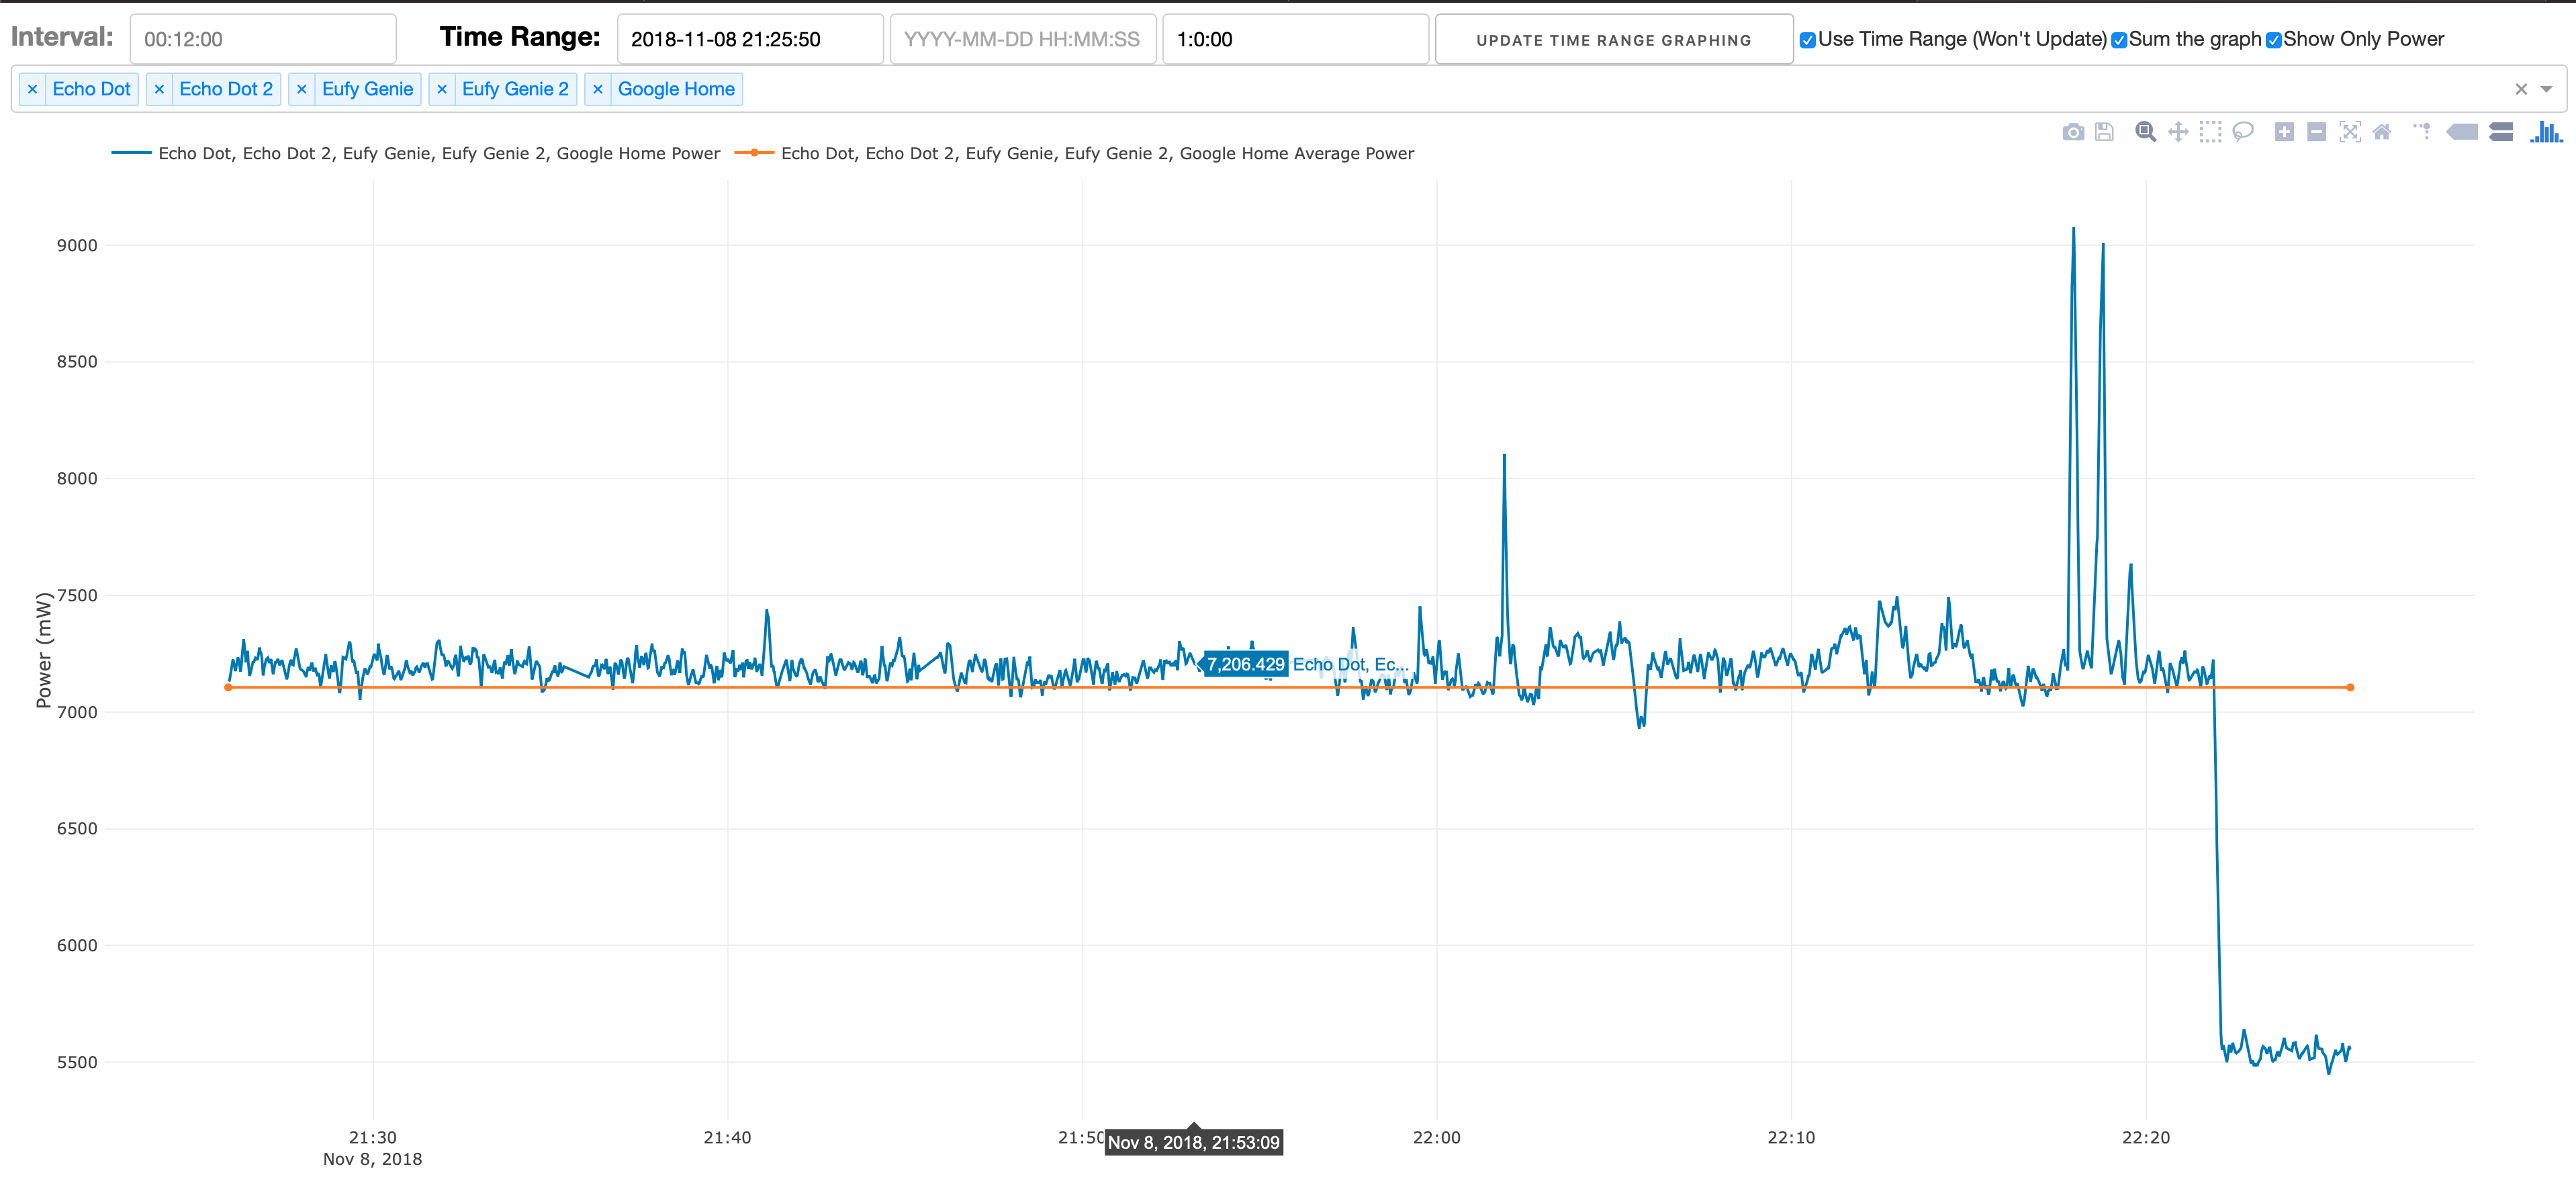 Interval: 00:12:00 Time Range: 2018-11-08 21:25:50 YYYY-MM-DD HH:MM:SS 1:0:00 UPDATE TIME RANGE GRAPHING Use Time Range (Won't Update) Sum the graph Show Only Power
× Echo Dot × Echo Dot 2 × Eufy Genie × Eufy Genie 2 × Google Home ×
Echo Dot, Echo Dot 2, Eufy Genie, Eufy Genie 2, Google Home Power Echo Dot, Echo Dot 2, Eufy Genie, Eufy Genie 2, Google Home Average Power
9000
8500
8000
7500
7000
6500
6000
5500
Power (mW)
7,206.429 Echo Dot, Ec...
21:30 21:40 21:50 22:00 22:10 22:20
Nov 8, 2018
Nov 8, 2018, 21:53:09